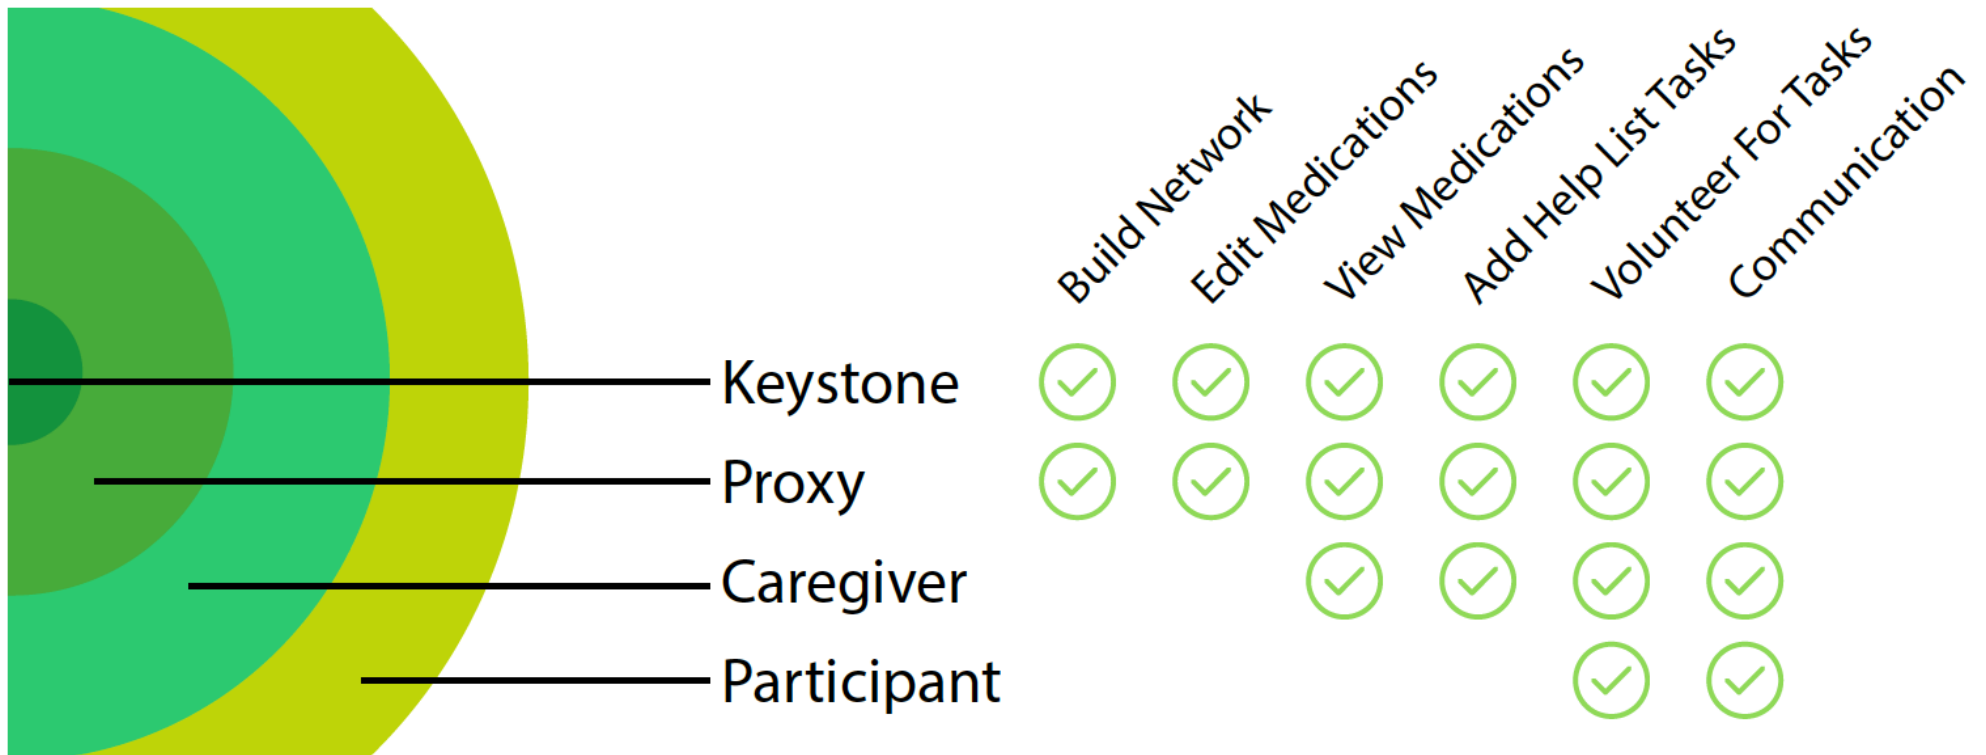 Build Network
Edit Medications
View Medications
Add Help List Tasks
Volunteer For Tasks
Communication
Keystone
Proxy
Caregiver
Participant